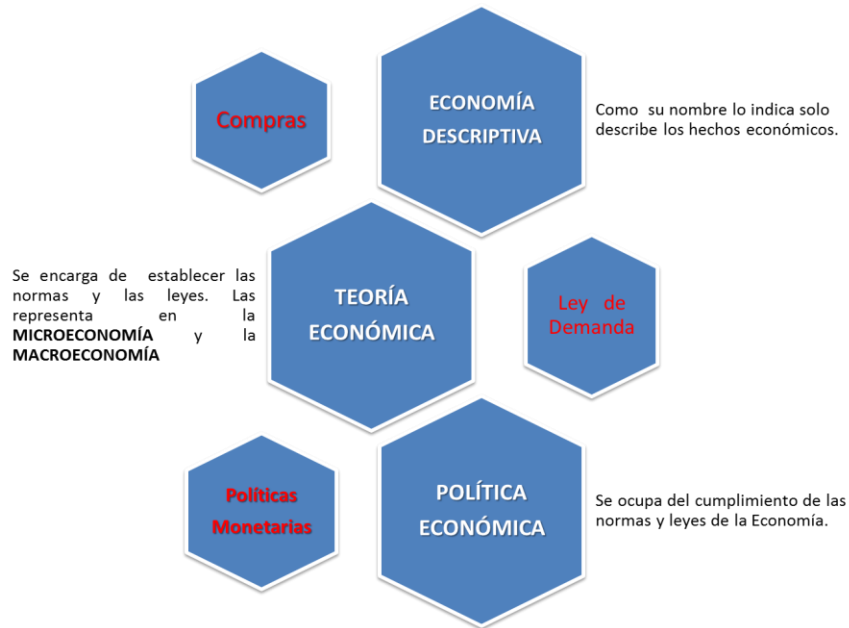 Compras
ECONOMÍA
DESCRIPTIVA
Como su nombre lo indica solo
describe los hechos económicos.
Se encarga de establecer las
normas y las leyes. Las
representa en la
MICROECONOMÍA y la
MACROECONOMÍA
TEORÍA
ECONÓMICA
Ley de
Demanda
Políticas
Monetarias
POLÍTICA
ECONÓMICA
Se ocupa del cumplimiento de las
normas y leyes de la Economía.